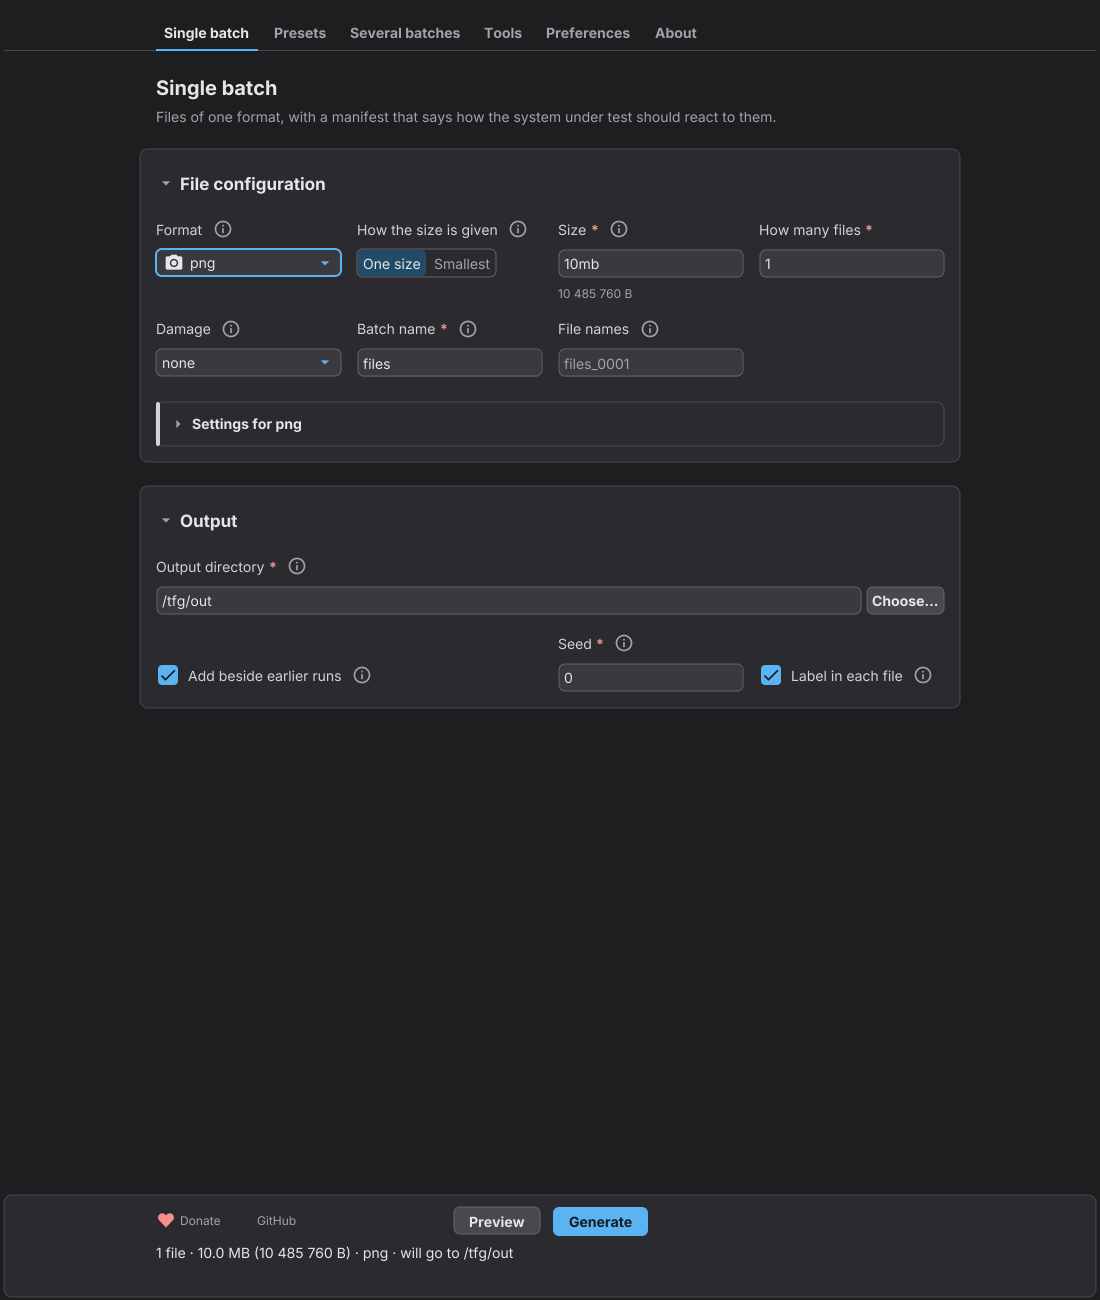 Single batch Presets Several batches Tools Preferences About
Single batch
Files of one format, with a manifest that says how the system under test should react to them.
File configuration
Format How the size is given Size * How many files *
png One size Smallest 10mb 1
10 485 760 B
Damage Batch name * File names
none files files_0001
Settings for png
Output
Output directory *
/tfg/out Choose...
Seed *
Add beside earlier runs 0 Label in each file
Donate GitHub Preview Generate
1 file · 10.0 MB (10 485 760 B) · png · will go to /tfg/out